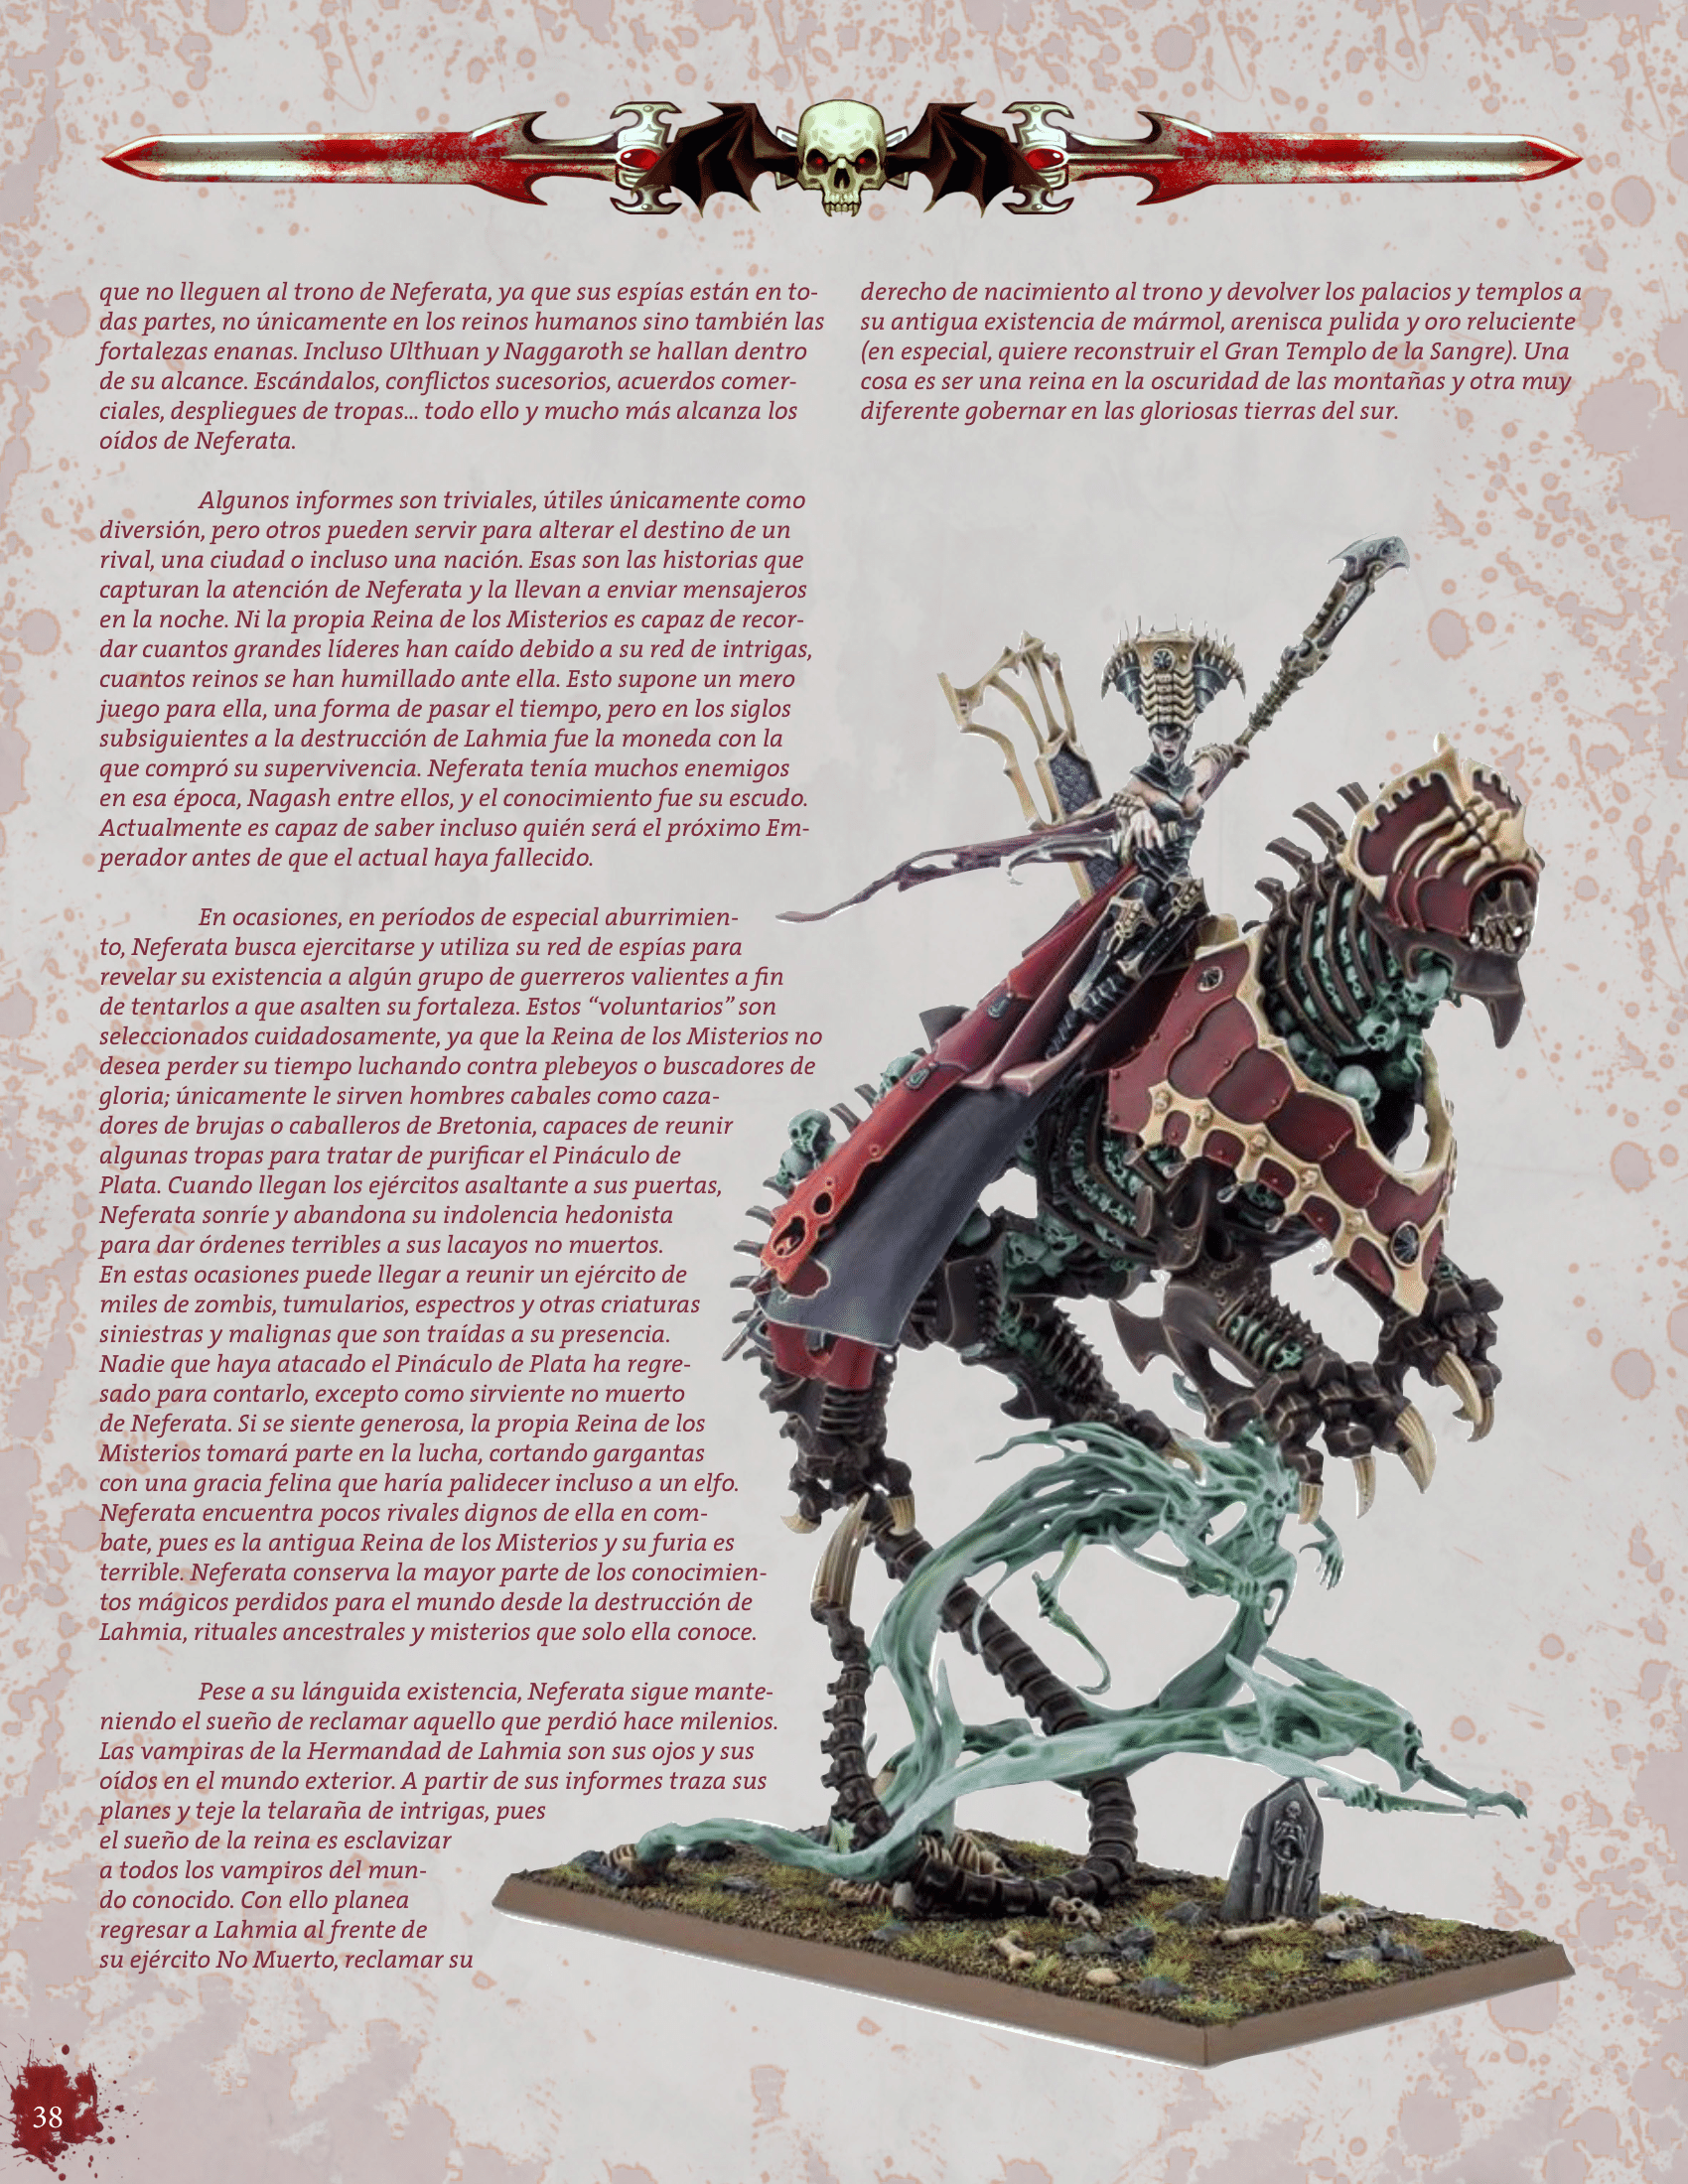 que no lleguen al trono de Neferata, ya que sus espías están en to-
das partes, no únicamente en los reinos humanos sino también las
fortalezas enanas. Incluso Ulthuan y Naggaroth se hallan dentro
de su alcance. Escándalos, conflictos sucesorios, acuerdos comer-
ciales, despliegues de tropas... todo ello y mucho más alcanza los
oídos de Neferata.
Algunos informes son triviales, útiles únicamente como
diversión, pero otros pueden servir para alterar el destino de un
rival, una ciudad o incluso una nación. Esas son las historias que
capturan la atención de Neferata y la llevan a enviar mensajeros
en la noche. Ni la propia Reina de los Misterios es capaz de recor-
dar cuantos grandes líderes han caído debido a su red de intrigas,
cuantos reinos se han humillado ante ella. Esto supone un mero
juego para ella, una forma de pasar el tiempo, pero en los siglos
subsiguientes a la destrucción de Lahmia fue la moneda con la
que compró su supervivencia. Neferata tenía muchos enemigos
en esa época, Nagash entre ellos, y el conocimiento fue su escudo.
Actualmente es capaz de saber incluso quién será el próximo Em-
perador antes de que el actual haya fallecido.
En ocasiones, en períodos de especial aburrimien-
to, Neferata busca ejercitarse y utiliza su red de espías para
revelar su existencia a algún grupo de guerreros valientes a fin
de tentarlos a que asalten su fortaleza. Estos “voluntarios” son
seleccionados cuidadosamente, ya que la Reina de los Misterios no
desea perder su tiempo luchando contra plebeyos o buscadores de
gloria; únicamente le sirven hombres cabales como caza-
dores de brujas o caballeros de Bretonia, capaces de reunir
algunas tropas para tratar de purificar el Pináculo de
Plata. Cuando llegan los ejércitos asaltante a sus puertas,
Neferata sonríe y abandona su indolencia hedonista
para dar órdenes terribles a sus lacayos no muertos.
En estas ocasiones puede llegar a reunir un ejército de
miles de zombis, tumularios, espectros y otras criaturas
siniestras y malignas que son traídas a su presencia.
Nadie que haya atacado el Pináculo de Plata ha regre-
sado para contarlo, excepto como sirviente no muerto
de Neferata. Si se siente generosa, la propia Reina de los
Misterios tomará parte en la lucha, cortando gargantas
con una gracia felina que haría palidecer incluso a un elfo.
Neferata encuentra pocos rivales dignos de ella en com-
bate, pues es la antigua Reina de los Misterios y su furia es
terrible. Neferata conserva la mayor parte de los conocimien-
tos mágicos perdidos para el mundo desde la destrucción de
Lahmia, rituales ancestrales y misterios que solo ella conoce.
Pese a su lánguida existencia, Neferata sigue mante-
niendo el sueño de reclamar aquello que perdió hace milenios.
Las vampiras de la Hermandad de Lahmia son sus ojos y sus
oídos en el mundo exterior. A partir de sus informes traza sus
planes y teje la telaraña de intrigas, pues
el sueño de la reina es esclavizar
a todos los vampiros del mun-
do conocido. Con ello planea
regresar a Lahmia al frente de
su ejército No Muerto, reclamar su
derecho de nacimiento al trono y devolver los palacios y templos a
su antigua existencia de mármol, arenisca pulida y oro reluciente
(en especial, quiere reconstruir el Gran Templo de la Sangre). Una
cosa es ser una reina en la oscuridad de las montañas y otra muy
diferente gobernar en las gloriosas tierras del sur.
38